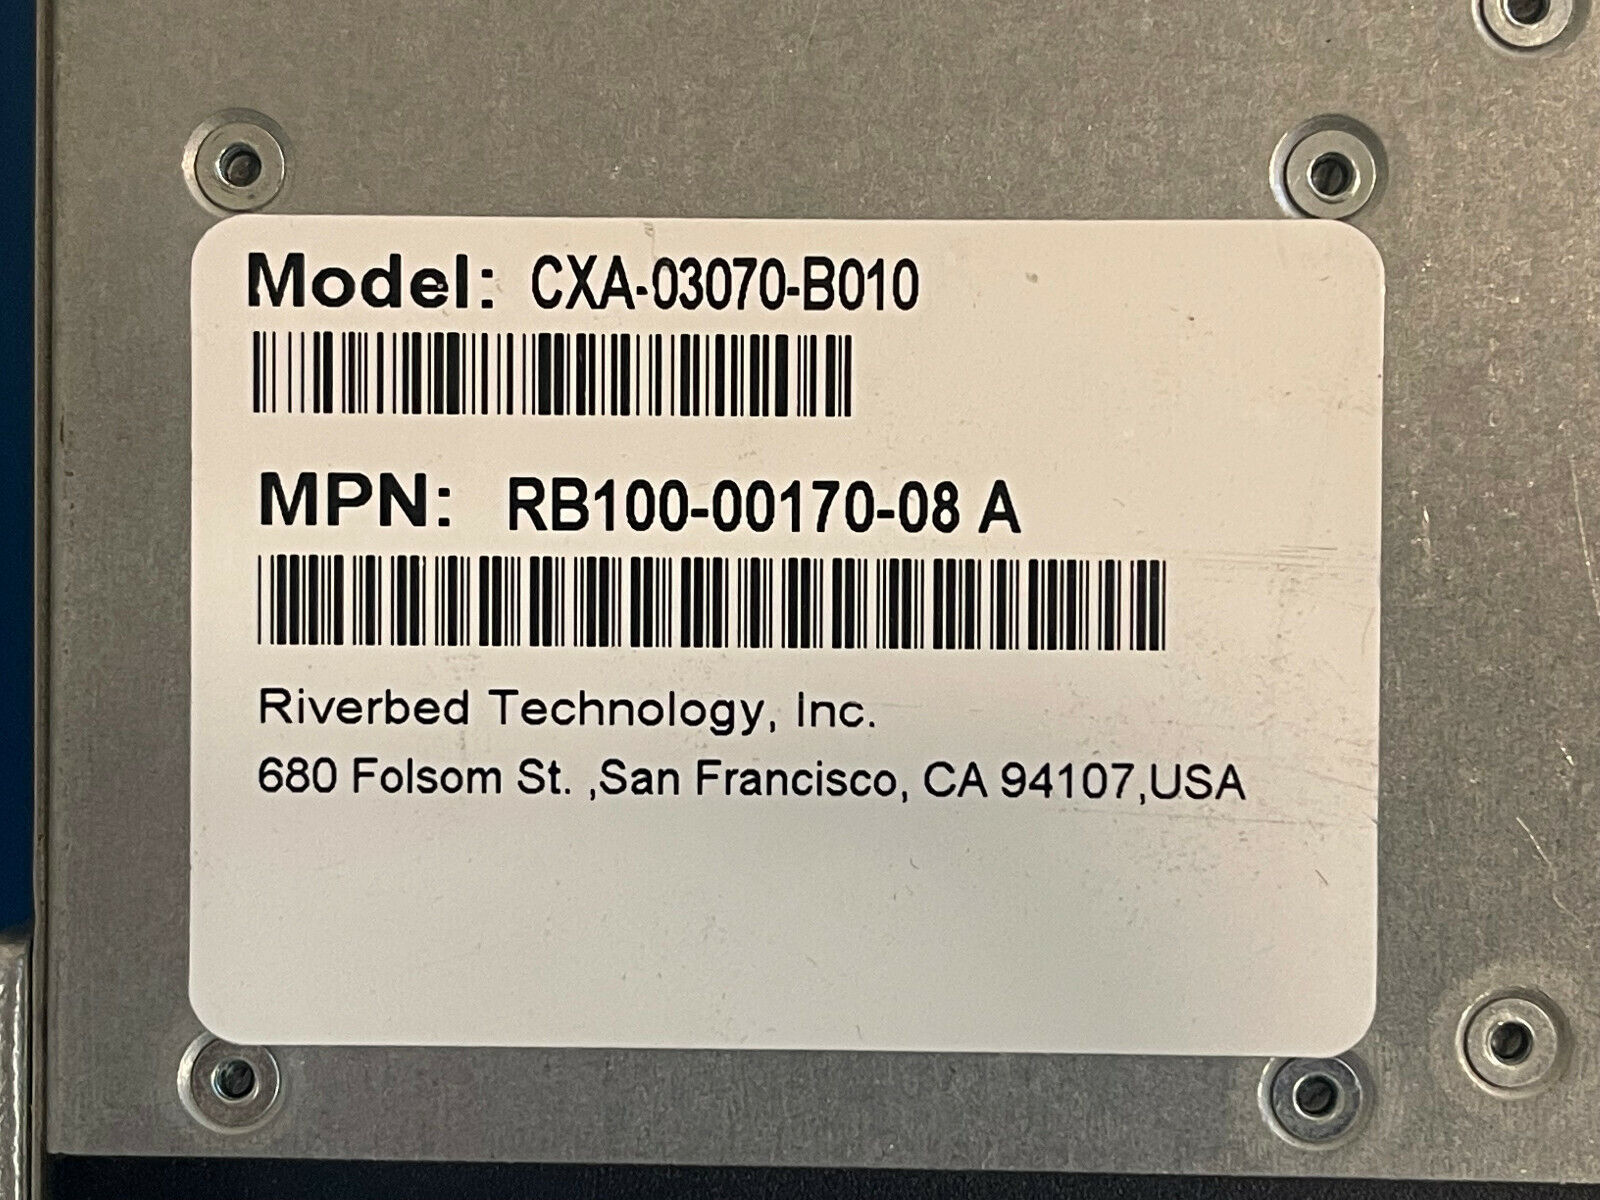 Model: CXA-03070-B010
MPN: RB100-00170-08 A
Riverbed Technology, Inc.
680 Folsom St. ,San Francisco, CA 94107,USA